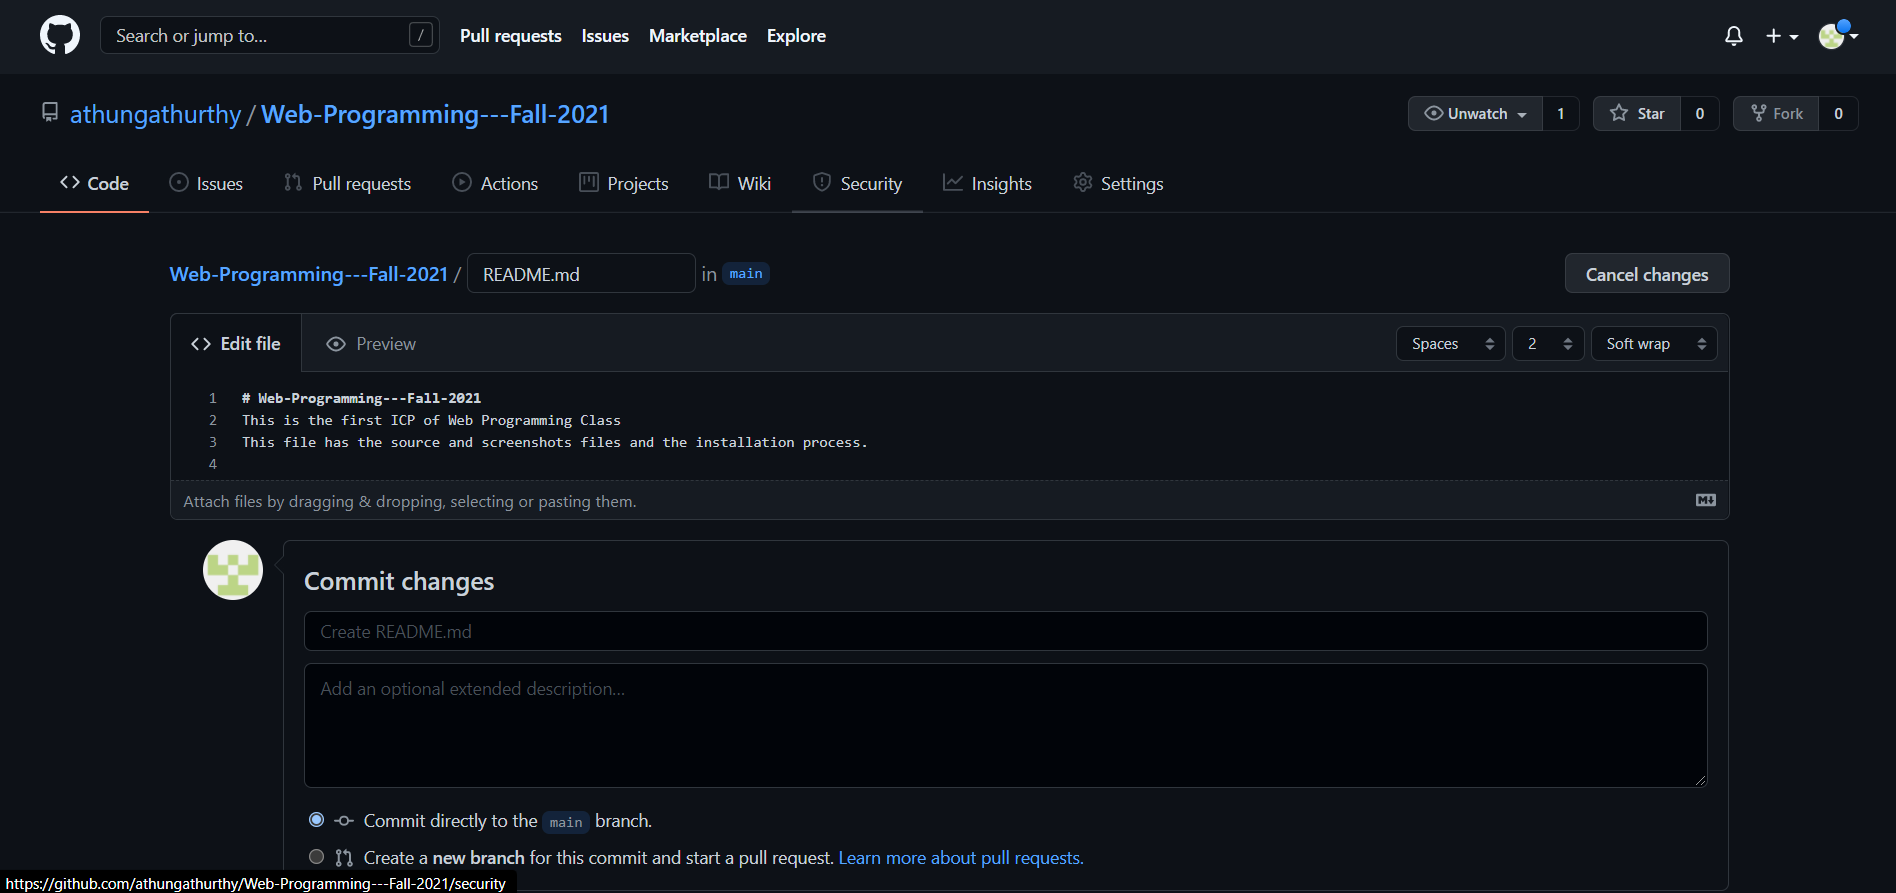 Search or jump to... /
Pull requests Issues Marketplace Explore
athungathurthy / Web-Programming---Fall-2021
Unwatch 1 Star 0 Fork 0
Code Issues Pull requests Actions Projects Wiki Security Insights Settings
Web-Programming---Fall-2021 / README.md in main
Cancel changes
Edit file Preview
Spaces 2 Soft wrap
1 # Web-Programming---Fall-2021
2 This is the first ICP of Web Programming Class
3 This file has the source and screenshots files and the installation process.
4
Attach files by dragging & dropping, selecting or pasting them.
Commit changes
Create README.md
Add an optional extended description...
Commit directly to the main branch.
Create a new branch for this commit and start a pull request. Learn more about pull requests.
https://github.com/athungathurthy/Web-Programming---Fall-2021/security